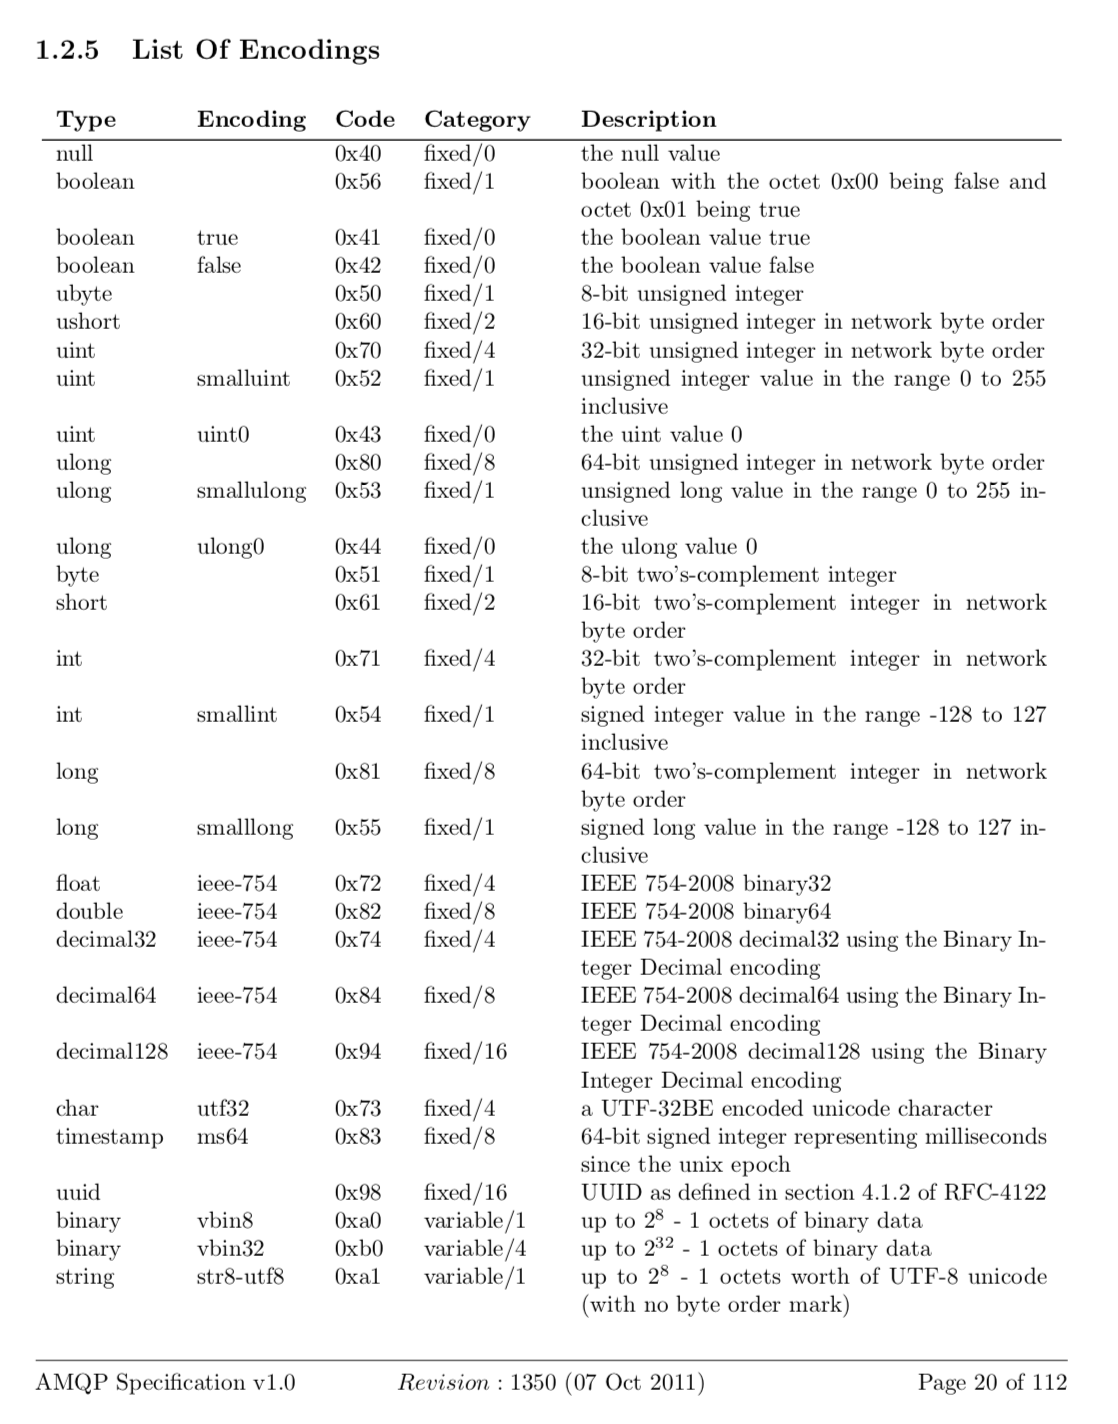 1.2.5 List Of Encodings
Type Encoding Code Category Description
null 0x40 fixed/0 the null value
boolean 0x56 fixed/1 boolean with the octet 0x00 being false and
octet 0x01 being true
boolean true 0x41 fixed/0 the boolean value true
boolean false 0x42 fixed/0 the boolean value false
ubyte 0x50 fixed/1 8-bit unsigned integer
ushort 0x60 fixed/2 16-bit unsigned integer in network byte order
uint 0x70 fixed/4 32-bit unsigned integer in network byte order
uint smalluint 0x52 fixed/1 unsigned integer value in the range 0 to 255
inclusive
uint uint0 0x43 fixed/0 the uint value 0
ulong 0x80 fixed/8 64-bit unsigned integer in network byte order
ulong smallulong 0x53 fixed/1 unsigned long value in the range 0 to 255 in-
clusive
ulong ulong0 0x44 fixed/0 the ulong value 0
byte 0x51 fixed/1 8-bit two's-complement integer
short 0x61 fixed/2 16-bit two's-complement integer in network
byte order
int 0x71 fixed/4 32-bit two's-complement integer in network
byte order
int smallint 0x54 fixed/1 signed integer value in the range -128 to 127
inclusive
long 0x81 fixed/8 64-bit two's-complement integer in network
byte order
long smalllong 0x55 fixed/1 signed long value in the range -128 to 127 in-
clusive
float ieee-754 0x72 fixed/4 IEEE 754-2008 binary32
double ieee-754 0x82 fixed/8 IEEE 754-2008 binary64
decimal32 ieee-754 0x74 fixed/4 IEEE 754-2008 decimal32 using the Binary In-
teger Decimal encoding
decimal64 ieee-754 0x84 fixed/8 IEEE 754-2008 decimal64 using the Binary In-
teger Decimal encoding
decimal128 ieee-754 0x94 fixed/16 IEEE 754-2008 decimal128 using the Binary
Integer Decimal encoding
char utf32 0x73 fixed/4 a UTF-32BE encoded unicode character
timestamp ms64 0x83 fixed/8 64-bit signed integer representing milliseconds
since the unix epoch
uuid 0x98 fixed/16 UUID as defined in section 4.1.2 of RFC-4122
binary vbin8 0xa0 variable/1 up to 2⁸ - 1 octets of binary data
binary vbin32 0xb0 variable/4 up to 2³² - 1 octets of binary data
string str8-utf8 0xa1 variable/1 up to 2⁸ - 1 octets worth of UTF-8 unicode
(with no byte order mark)
AMQP Specification v1.0 Revision : 1350 (07 Oct 2011) Page 20 of 112